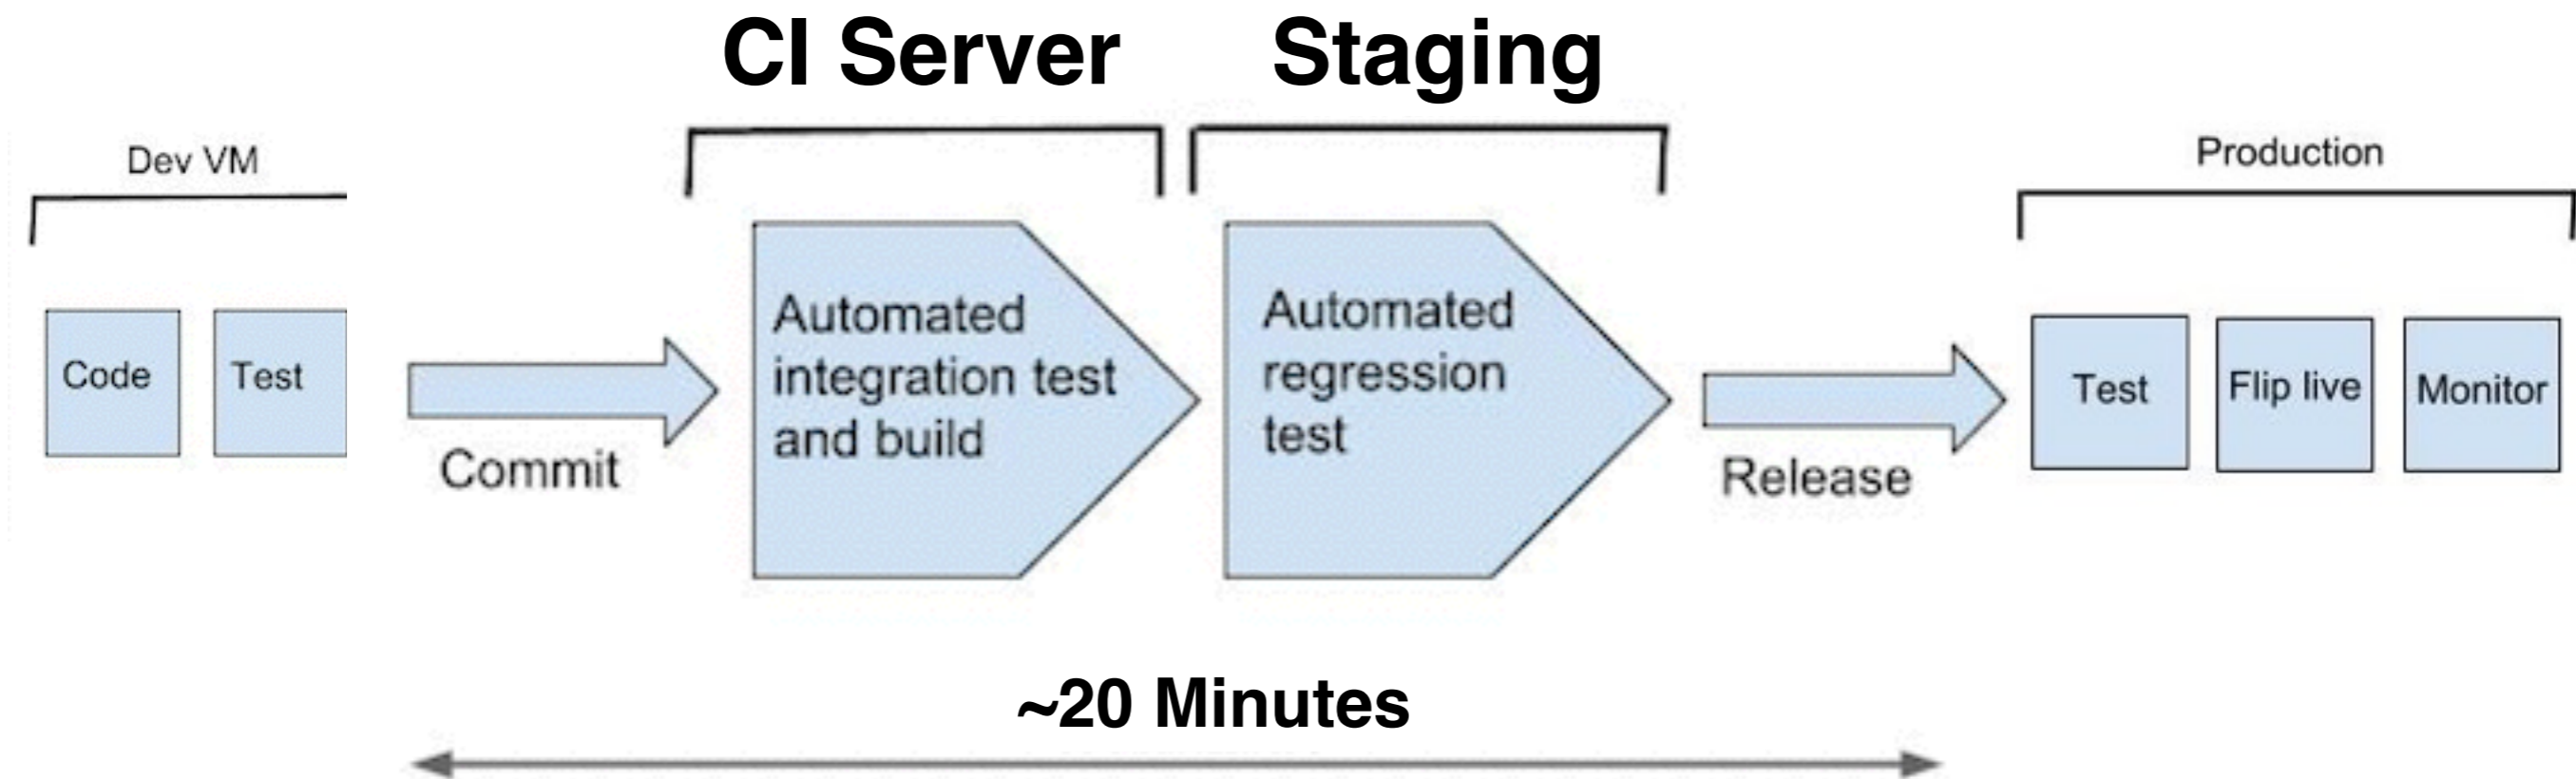 CI Server
Staging
Dev VM
Production
Code
Test
Commit
Automated
integration test
and build
Automated
regression
test
Release
Test
Flip live
Monitor
~20 Minutes